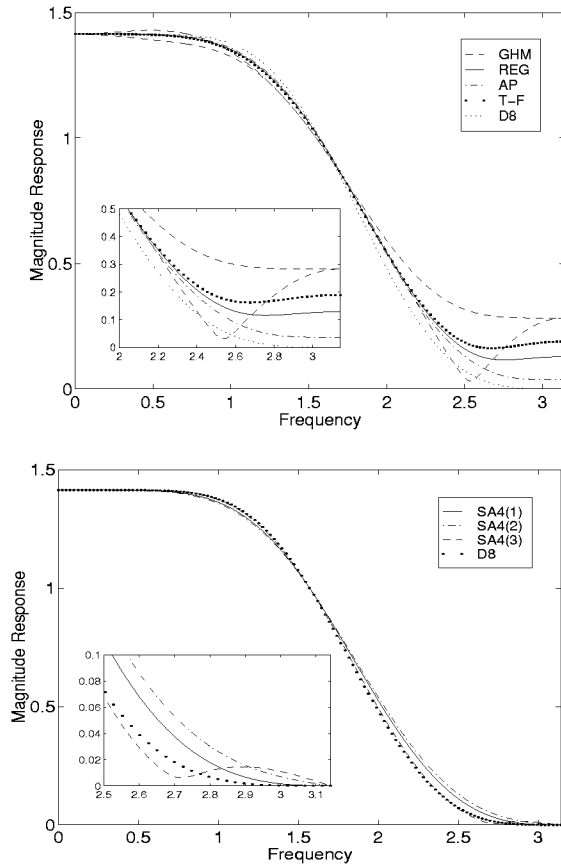 1.5
1
0.5
0
Magnitude Response
GHM
REG
AP
T-F
D8
0.5
0.4
0.3
0.2
0.1
0
2 2.2 2.4 2.6 2.8 3
0 0.5 1 1.5 2 2.5 3
Frequency
1.5
1
0.5
0
Magnitude Response
SA4(1)
SA4(2)
SA4(3)
D8
0.1
0.08
0.06
0.04
0.02
0
2.5 2.6 2.7 2.8 2.9 3 3.1
0 0.5 1 1.5 2 2.5 3
Frequency